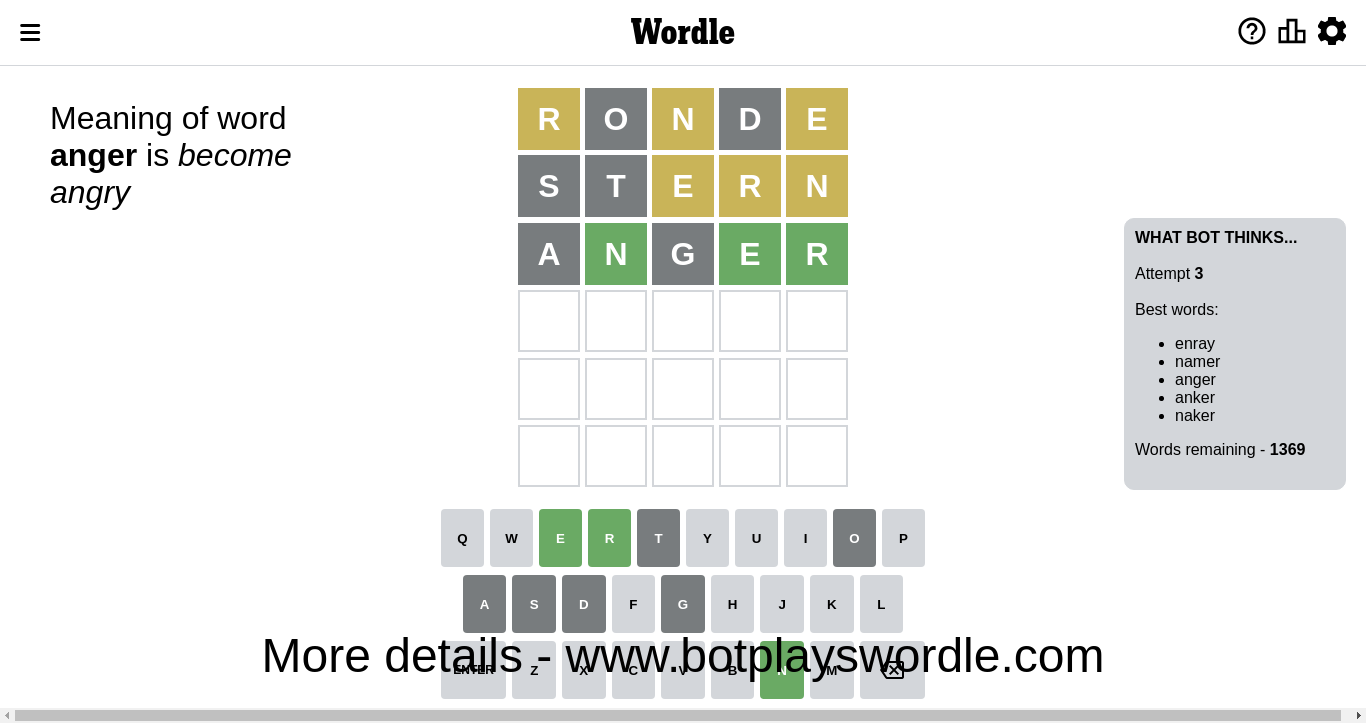 Wordle
Meaning of word
anger is become
angry
R O N D E
S T E R N
A N G E R
WHAT BOT THINKS...
Attempt 3
Best words:
enray
namer
anger
anker
naker
Words remaining - 1369
Q W E R T Y U I O P
A S D F G H J K L
ENTER Z X C V B N M
More details - www.botplayswordle.com